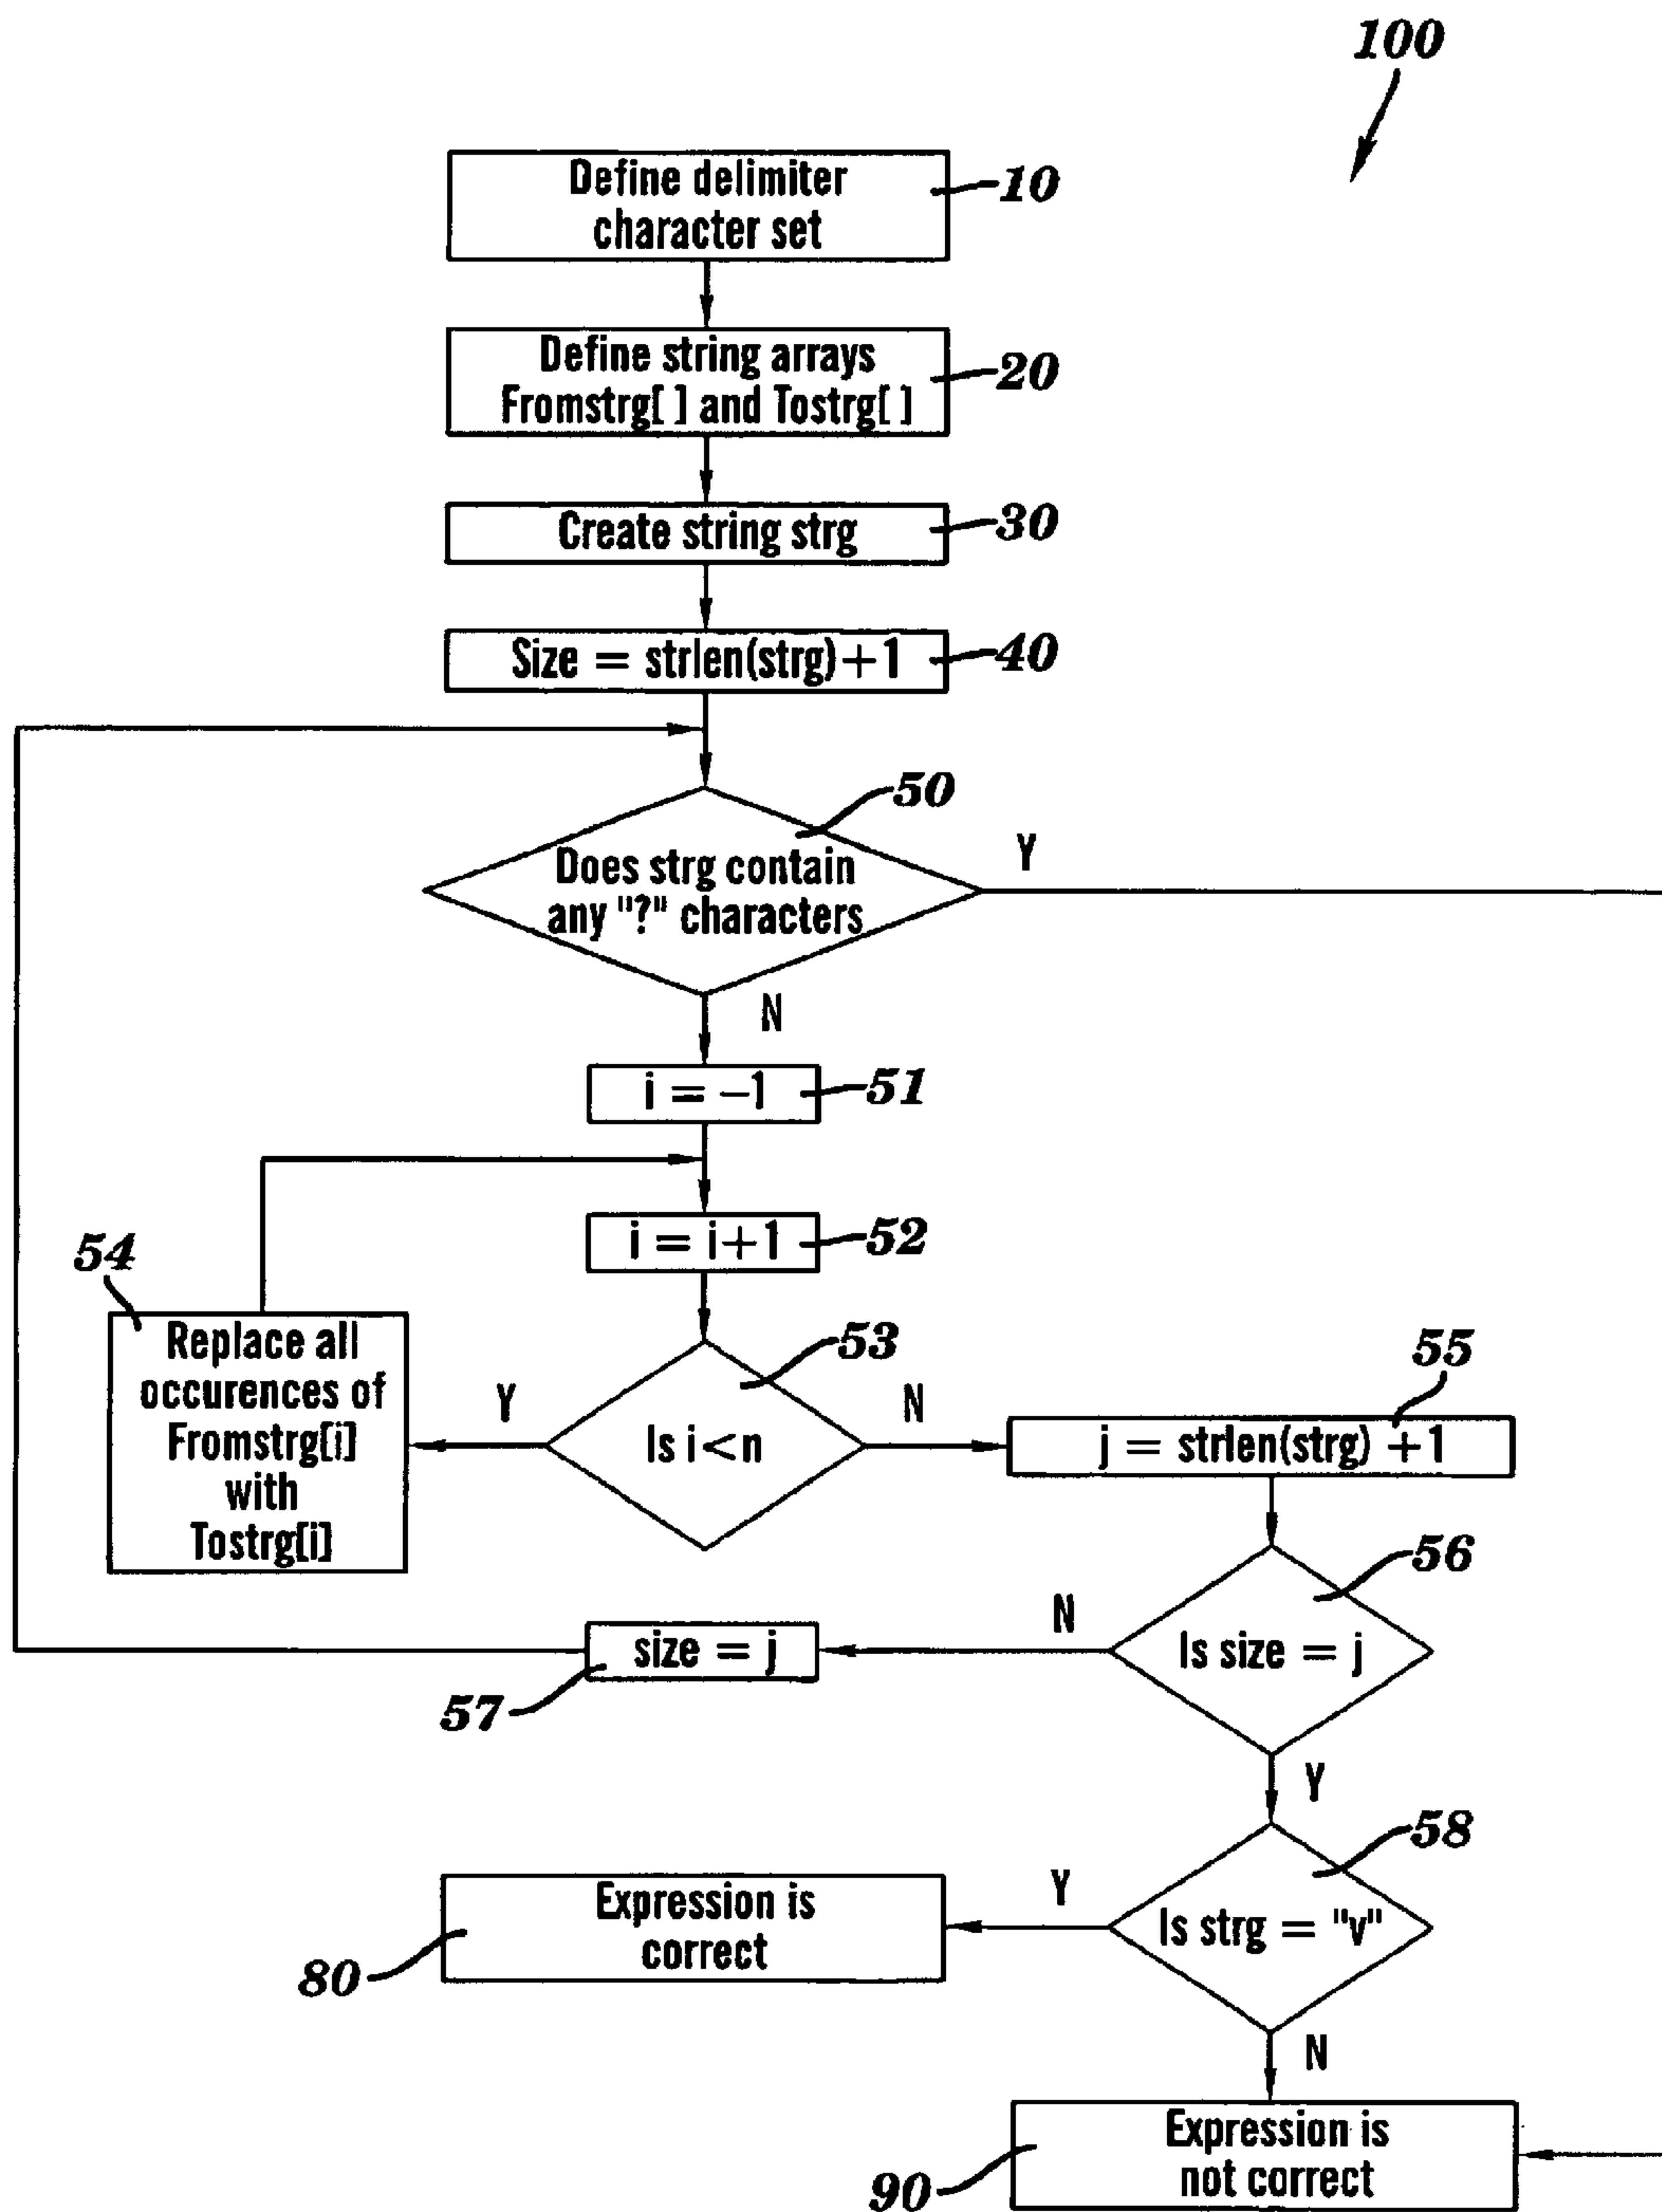 100
Define delimiter
character set
10
Define string arrays
Fromstrg[ ] and Tostrg[ ]
20
Create string strg
30
Size = strlen(strg)+1
40
50
Does strg contain
any "?" characters
Y
N
i = -1
51
i = i+1
52
54
Replace all
occurences of
Fromstrg[i]
with
Tostrg[i]
53
Is i<n
Y
N
55
j = strlen(strg) +1
56
Is size = j
N
size = j
57
Y
58
Is strg = "v"
Y
Expression is
correct
80
N
Expression is
not correct
90